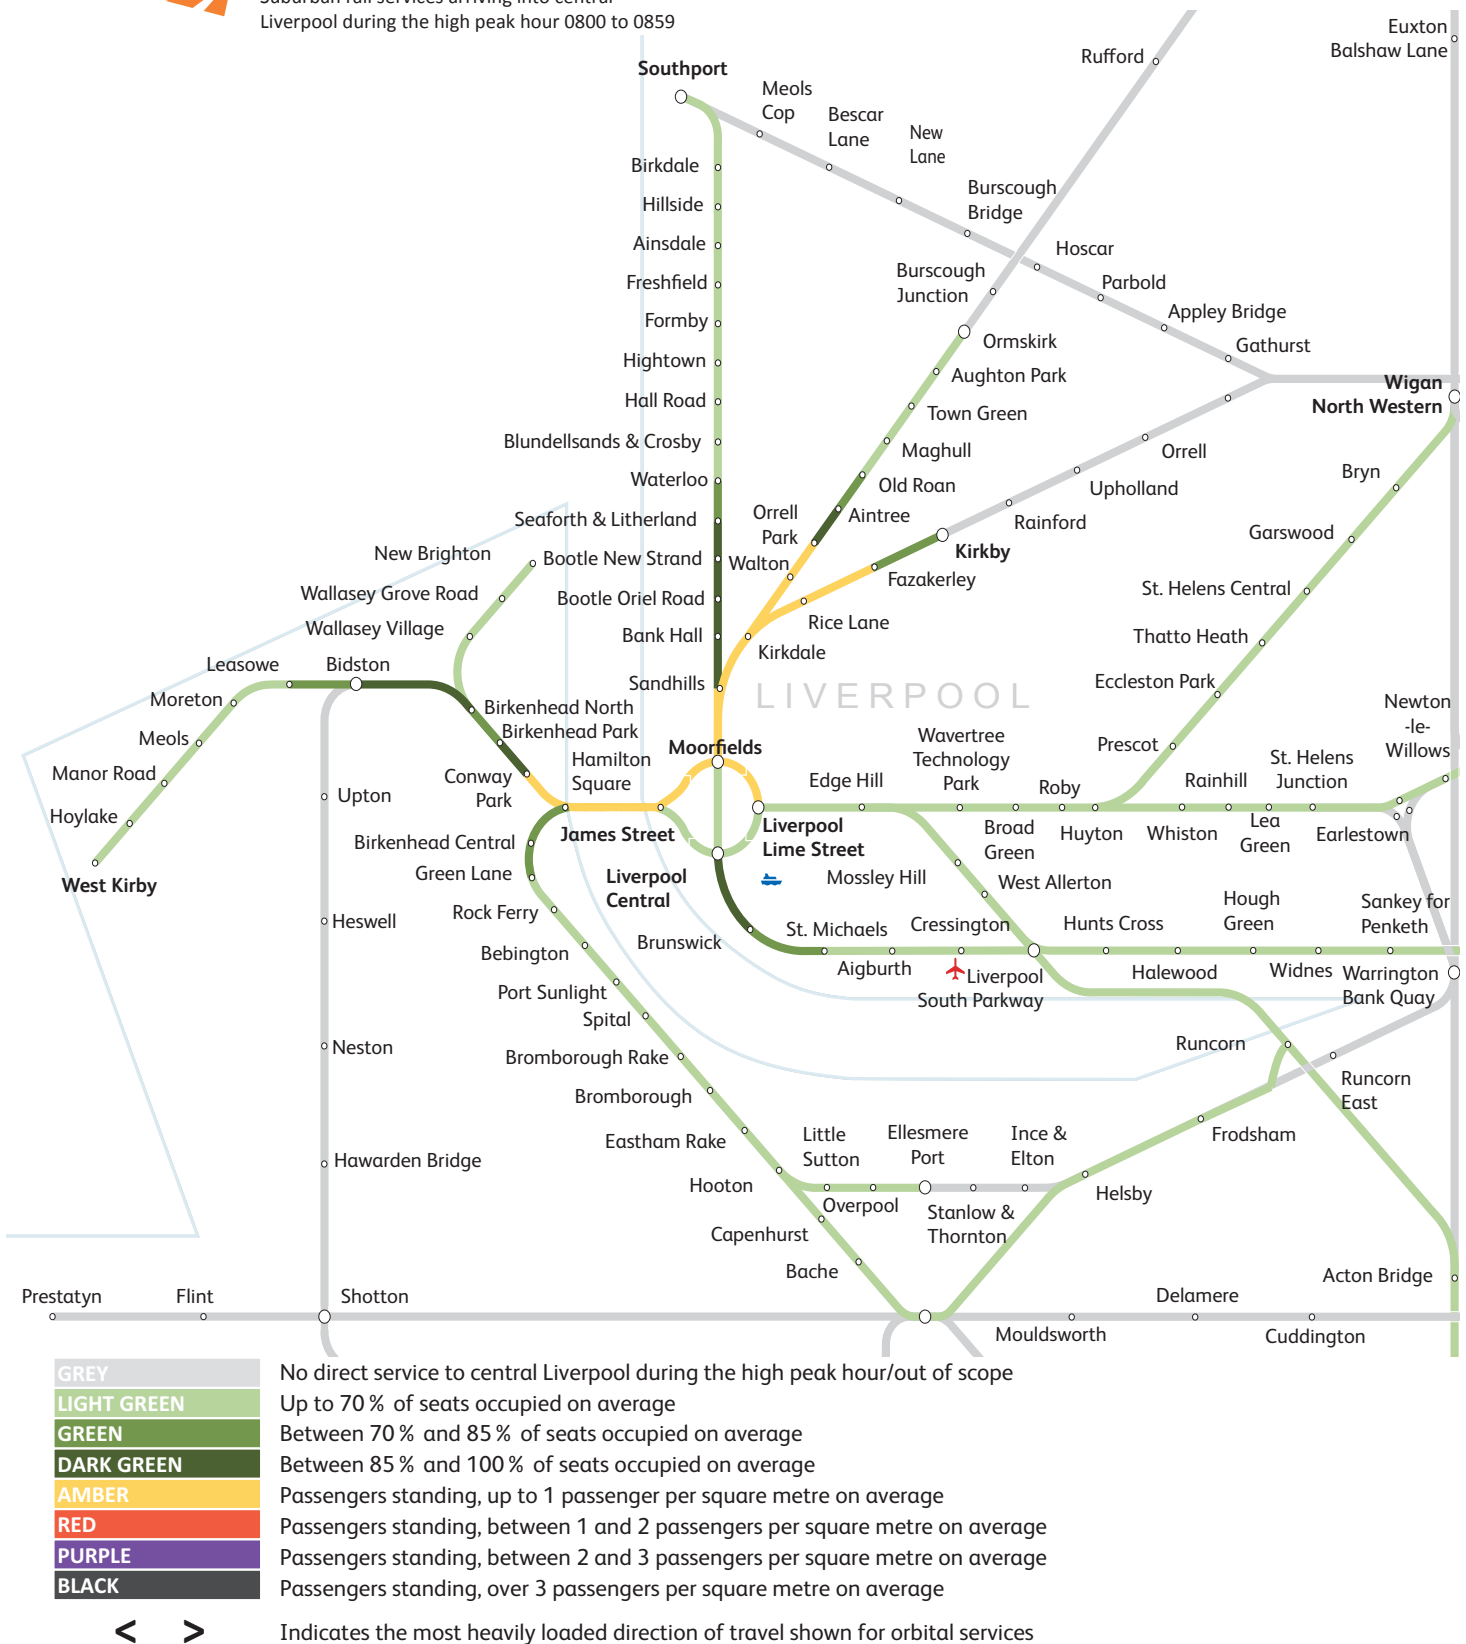 Suburban rail services arriving into central
Liverpool during the high peak hour 0800 to 0859
Euxton
Balshaw Lane
Rufford
Southport
Meols
Cop
Bescar
Lane
New
Lane
Birkdale
Burscough
Bridge
Hillside
Ainsdale
Hoscar
Burscough
Junction
Freshfield
Parbold
Formby
Appley Bridge
Ormskirk
Gathurst
Hightown
Aughton Park
Wigan
North Western
Hall Road
Town Green
Blundellsands & Crosby
Maghull
Orrell
Waterloo
Old Roan
Upholland
Bryn
Seaforth & Litherland
Orrell
Park
Aintree
Rainford
Garswood
New Brighton
Bootle New Strand
Walton
Kirkby
Fazakerley
Wallasey Grove Road
Bootle Oriel Road
St. Helens Central
Wallasey Village
Bank Hall
Rice Lane
Thatto Heath
Kirkdale
Leasowe
Bidston
Sandhills
LIVERPOOL
Eccleston Park
Moreton
Birkenhead North
Birkenhead Park
Newton
-le-
Willows
Meols
Moorfields
Wavertree
Technology
Park
Prescot
Manor Road
Conway
Park
Hamilton
Square
Edge Hill
Roby
Rainhill
St. Helens
Junction
Upton
Hoylake
James Street
Liverpool
Lime Street
Broad
Green
Huyton
Whiston
Lea
Green
Earlestown
Birkenhead Central
Green Lane
West Kirby
Liverpool
Central
Mossley Hill
West Allerton
Rock Ferry
Heswell
Brunswick
St. Michaels
Cressington
Hunts Cross
Hough
Green
Sankey for
Penketh
Bebington
Aigburth
Liverpool
South Parkway
Halewood
Widnes
Warrington
Bank Quay
Port Sunlight
Spital
Neston
Bromborough Rake
Runcorn
Bromborough
Runcorn
East
Eastham Rake
Little
Sutton
Ellesmere
Port
Ince &
Elton
Frodsham
Hawarden Bridge
Hooton
Overpool
Stanlow &
Thornton
Helsby
Capenhurst
Bache
Acton Bridge
Prestatyn
Flint
Shotton
Mouldsworth
Delamere
Cuddington
GREY
No direct service to central Liverpool during the high peak hour/out of scope
LIGHT GREEN
Up to 70 % of seats occupied on average
GREEN
Between 70 % and 85 % of seats occupied on average
DARK GREEN
Between 85 % and 100 % of seats occupied on average
AMBER
Passengers standing, up to 1 passenger per square metre on average
RED
Passengers standing, between 1 and 2 passengers per square metre on average
PURPLE
Passengers standing, between 2 and 3 passengers per square metre on average
BLACK
Passengers standing, over 3 passengers per square metre on average
< >
Indicates the most heavily loaded direction of travel shown for orbital services